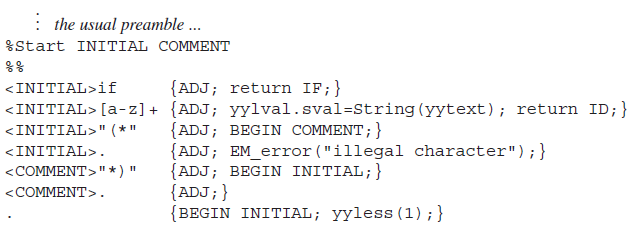 ⋮ the usual preamble ...
%Start INITIAL COMMENT
%%
<INITIAL>if {ADJ; return IF;}
<INITIAL>[a-z]+ {ADJ; yylval.sval=String(yytext); return ID;}
<INITIAL>"(*" {ADJ; BEGIN COMMENT;}
<INITIAL>. {ADJ; EM_error("illegal character");}
<COMMENT>"*)" {ADJ; BEGIN INITIAL;}
<COMMENT>. {ADJ;}
. {BEGIN INITIAL; yyless(1);}